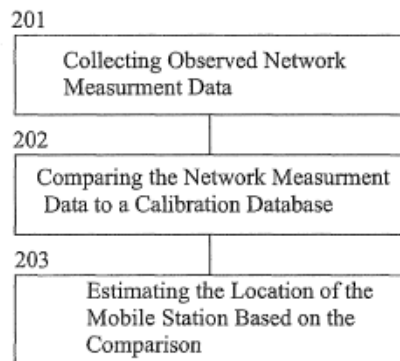 201
Collecting Observed Network
Measurment Data
202
Comparing the Network Measurment
Data to a Calibration Database
203
Estimating the Location of the
Mobile Station Based on the
Comparison